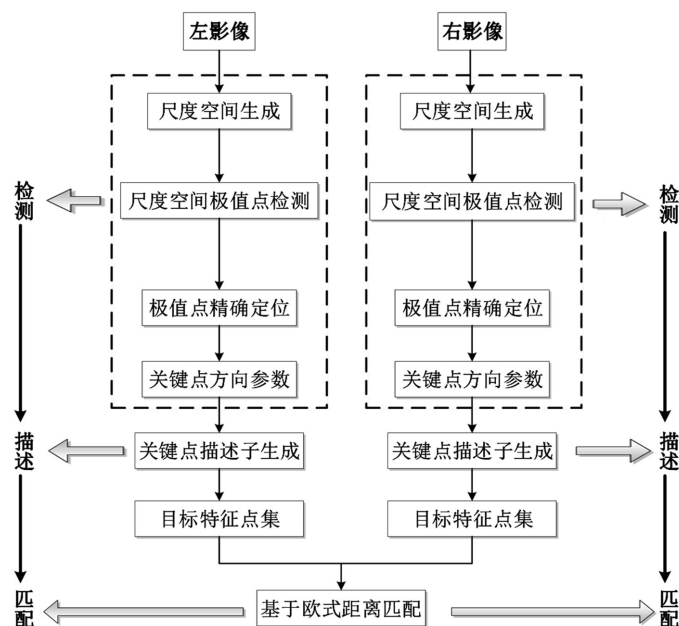 左影像
右影像
尺度空间生成
尺度空间生成
检测
尺度空间极值点检测
尺度空间极值点检测
检测
极值点精确定位
极值点精确定位
关键点方向参数
关键点方向参数
描述
关键点描述子生成
关键点描述子生成
描述
目标特征点集
目标特征点集
匹配
基于欧式距离匹配
匹配